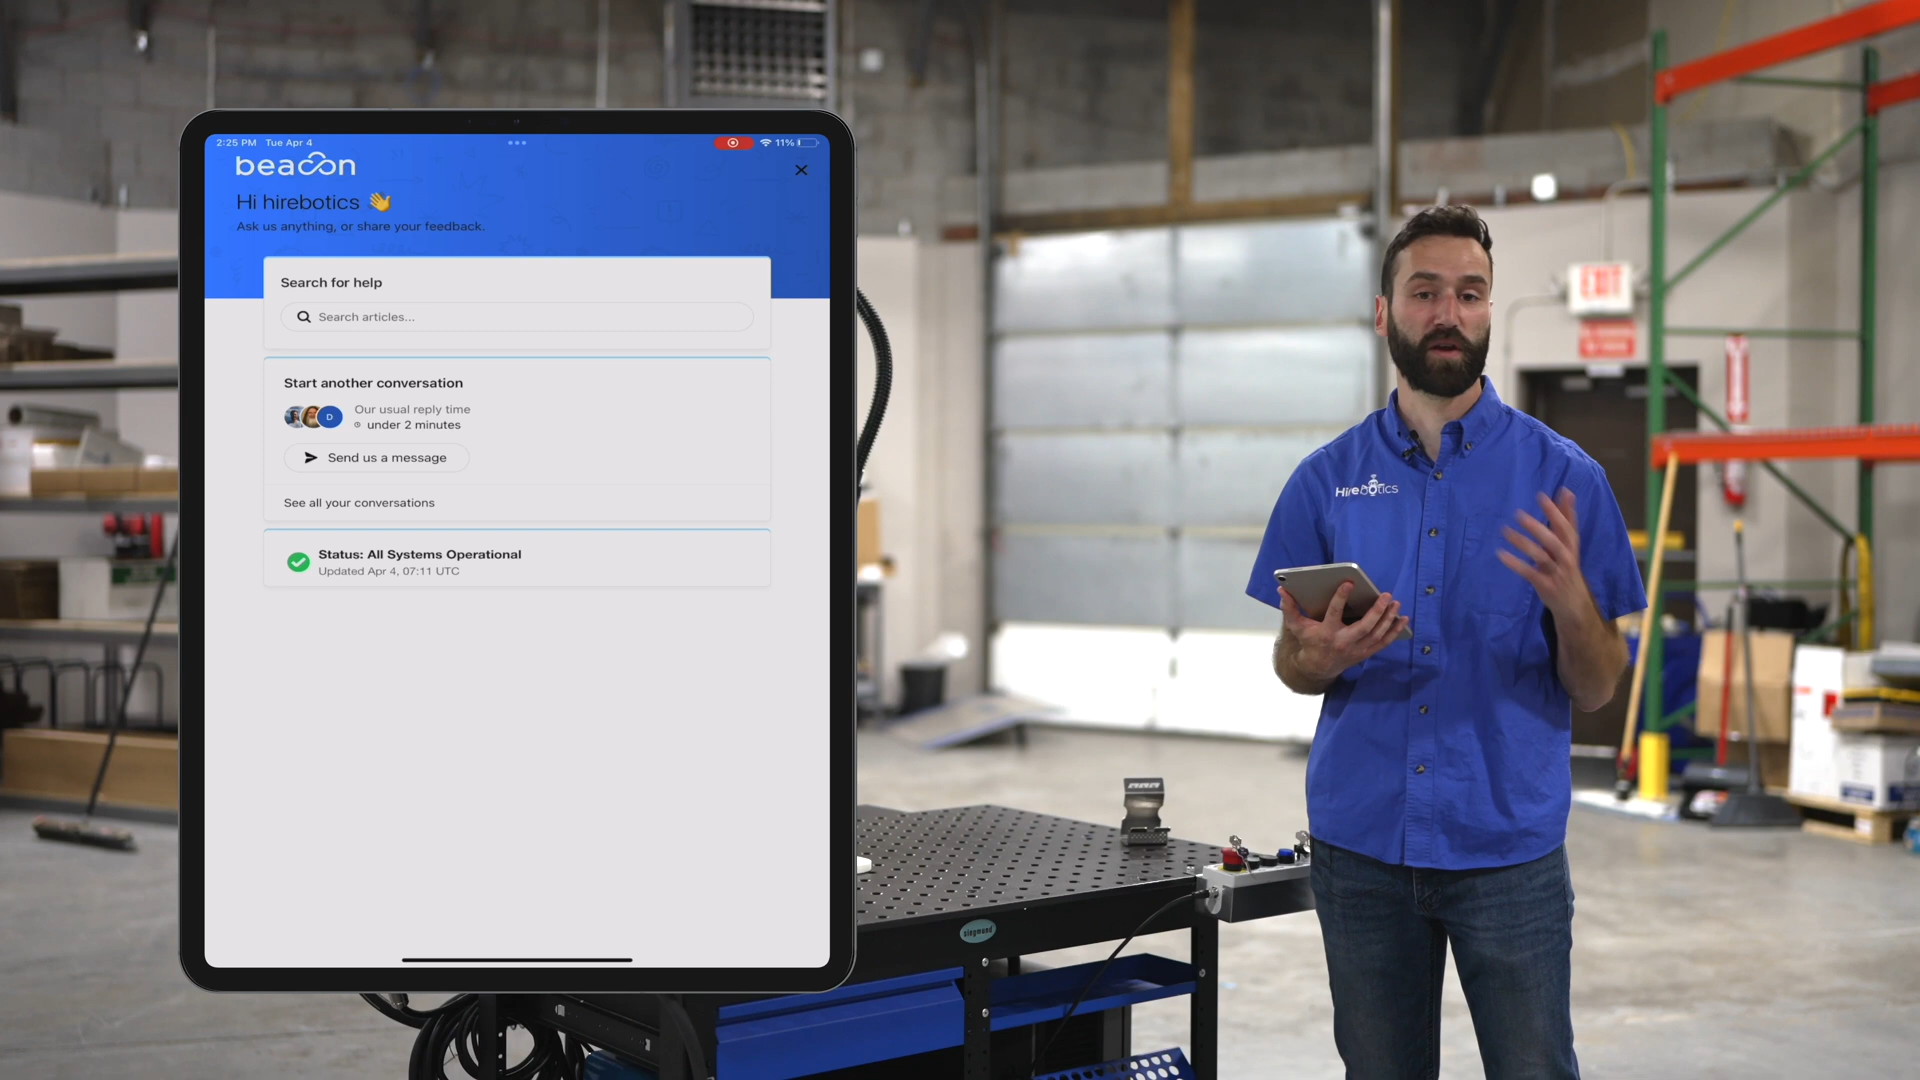 2:25 PM Tue Apr 4
11%
beacon
Hi hirebotics 👋
Ask us anything, or share your feedback.
Search for help
Search articles...
Start another conversation
D
Our usual reply time
under 2 minutes
Send us a message
See all your conversations
Status: All Systems Operational
Updated Apr 4, 07:11 UTC
EXIT
Hirebotics
siegmund